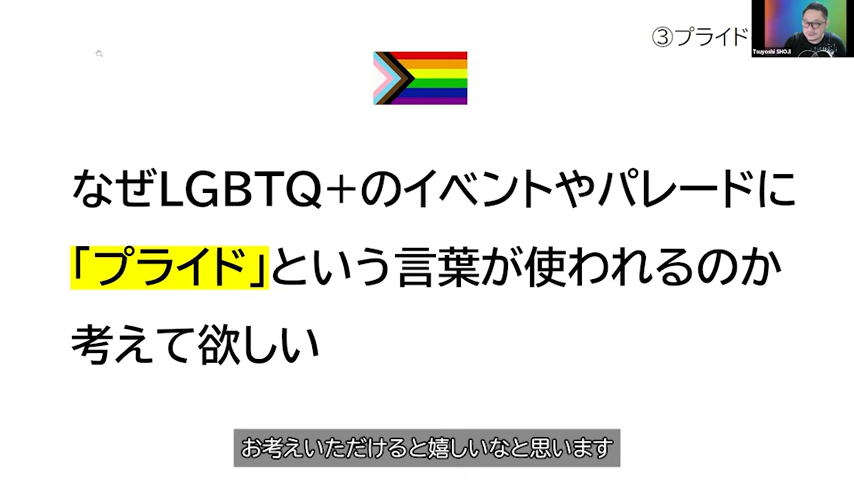 ③プライド
Tsuyoshi SHOJI
なぜLGBTQ+のイベントやパレードに
「プライド」という言葉が使われるのか
考えて欲しい
お考えいただけると嬉しいなと思います